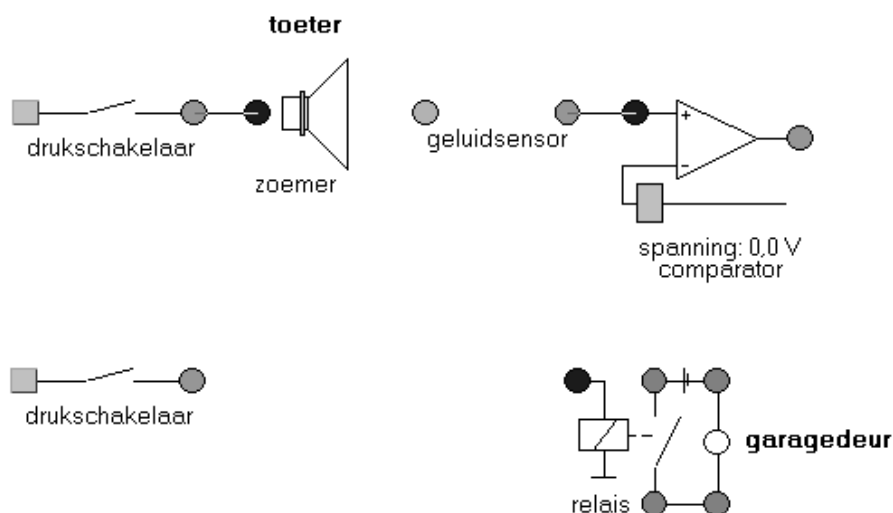 toeter
drukschakelaar
zoemer
geluidsensor
+
−
spanning: 0,0 V
comparator
drukschakelaar
garagedeur
relais